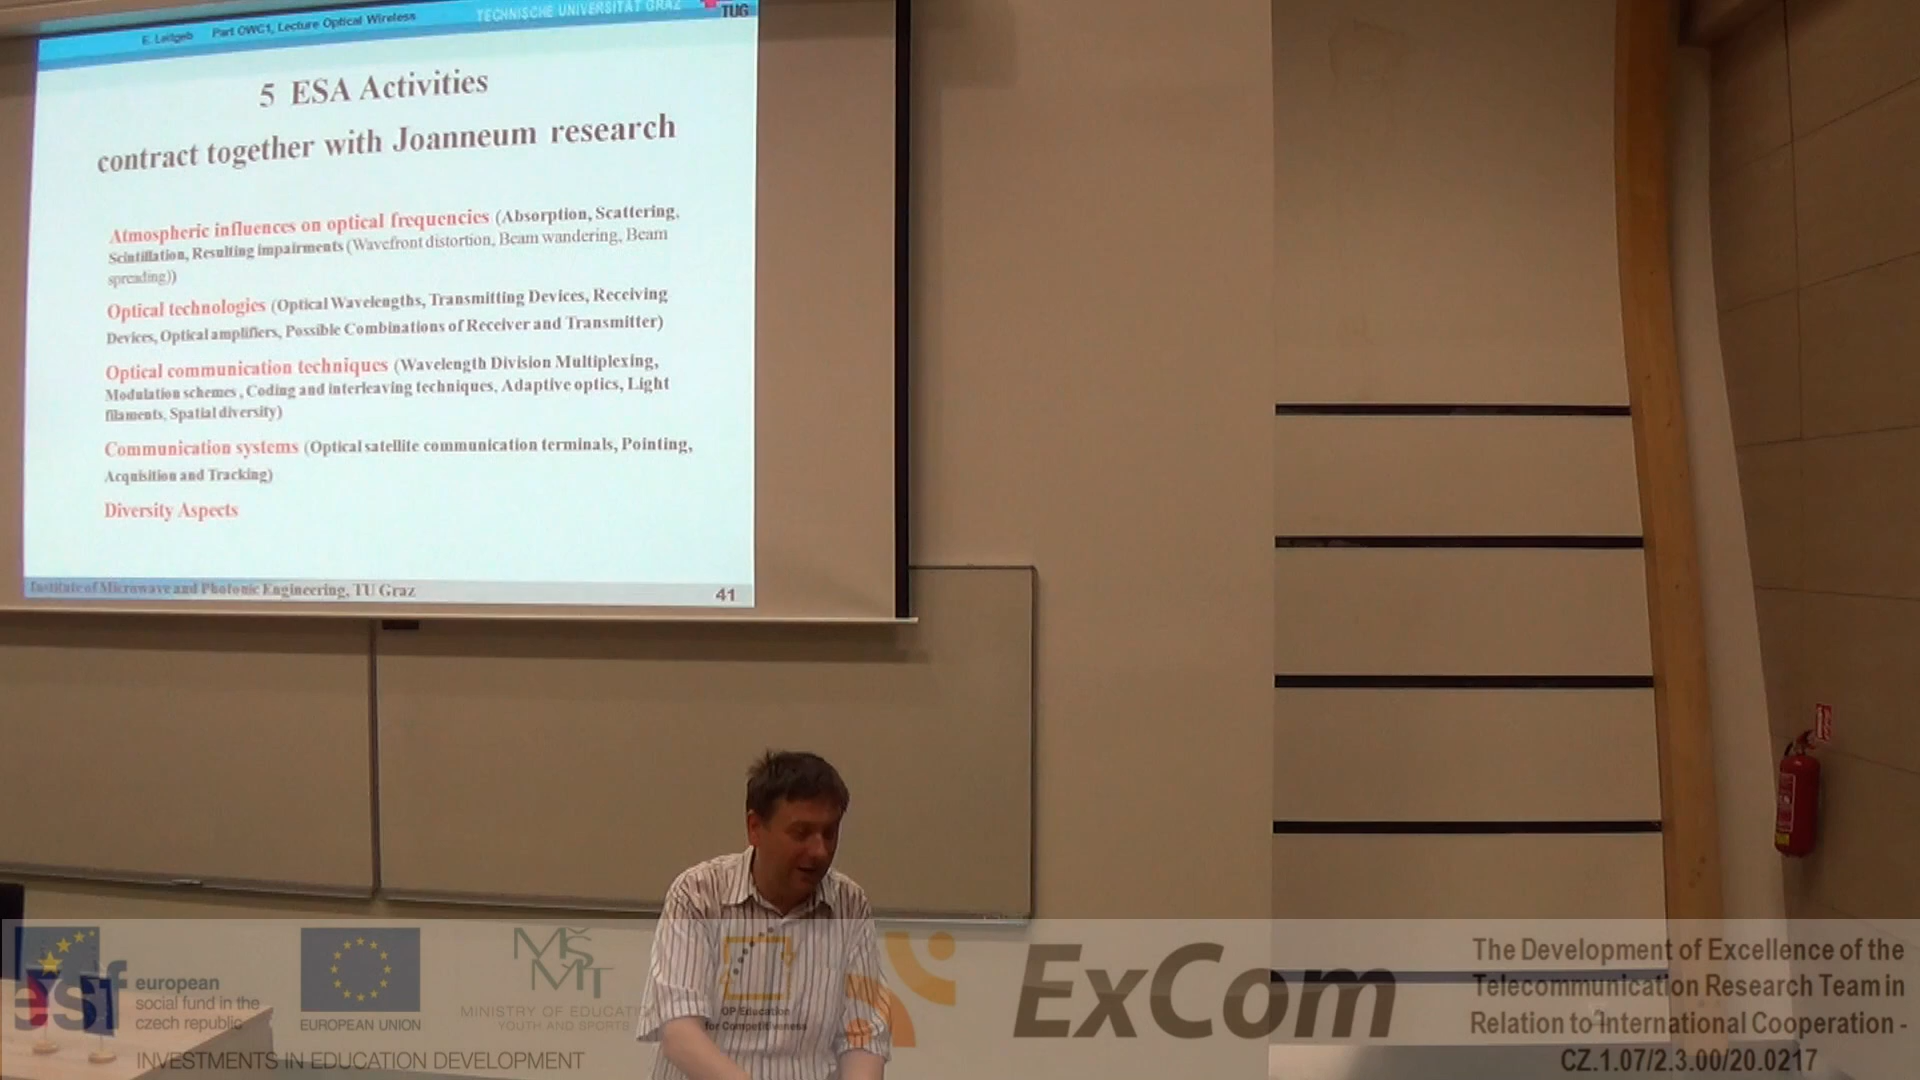 E. Leitgeb Part OWC1, Lecture Optical Wireless TECHNISCHE UNIVERSITÄT GRAZ TUG
5 ESA Activities
contract together with Joanneum research
Atmospheric influences on optical frequencies (Absorption, Scattering,
Scintillation, Resulting impairments (Wavefront distortion, Beam wandering, Beam
spreading))
Optical technologies (Optical Wavelengths, Transmitting Devices, Receiving
Devices, Optical amplifiers, Possible Combinations of Receiver and Transmitter)
Optical communication techniques (Wavelength Division Multiplexing,
Modulation schemes , Coding and interleaving techniques, Adaptive optics, Light
filaments, Spatial diversity)
Communication systems (Optical satellite communication terminals, Pointing,
Acquisition and Tracking)
Diversity Aspects
Institute of Microwave and Photonic Engineering, TU Graz 41
esf
european
social fund in the
czech republic
EUROPEAN UNION
MŠMT
MINISTRY OF EDUCATION
YOUTH AND SPORTS
OP Education
for Competitiveness
INVESTMENTS IN EDUCATION DEVELOPMENT
ExCom
The Development of Excellence of the
Telecommunication Research Team in
Relation to International Cooperation -
CZ.1.07/2.3.00/20.0217